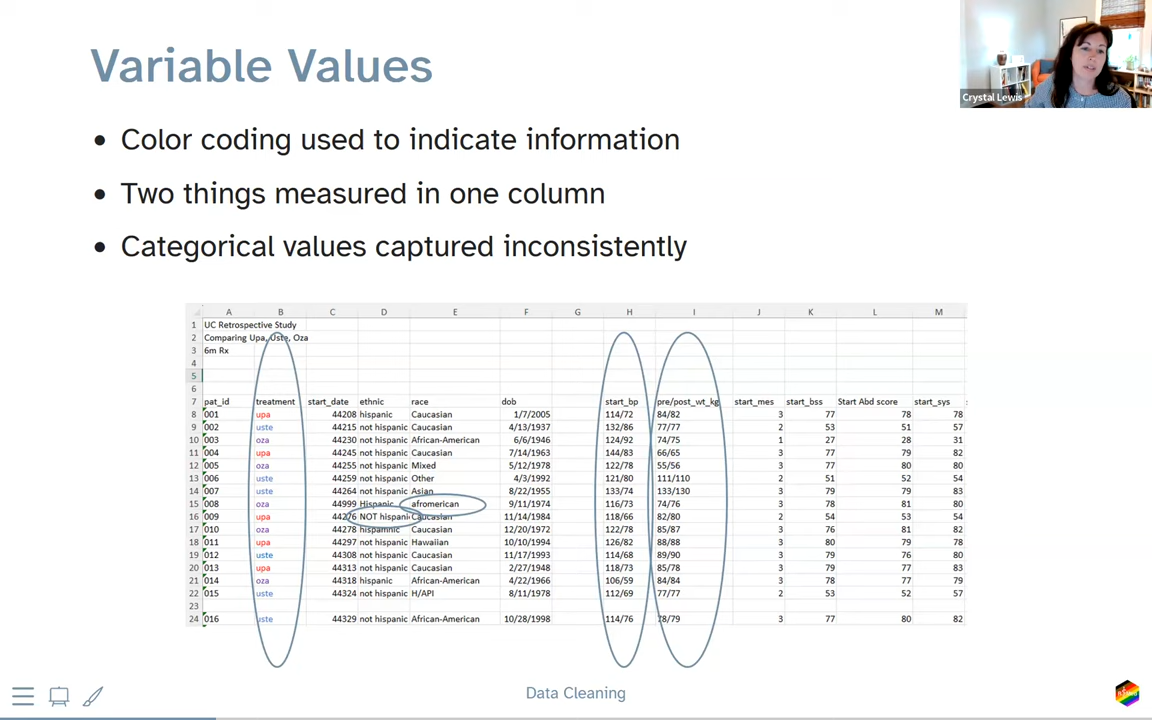 Variable Values
Crystal Lewis
• Color coding used to indicate information
• Two things measured in one column
• Categorical values captured inconsistently
A B C D E F G H I J K L M
1 UC Retrospective Study
2 Comparing Upa, Uste, Oza
3 6m Rx
4
5
6
7 pat_id treatment start_date ethnic race dob start_bp pre/post_wt_kg start_mes start_bss Start Abd score start_sys
8 001 upa 44208 hispanic Caucasian 1/7/2005 114/72 84/82 3 77 78 78
9 002 uste 44215 not hispanic Caucasian 4/13/1937 132/86 77/77 2 53 51 57
10 003 oza 44230 not hispanic African-American 6/6/1946 124/92 74/75 1 27 28 31
11 004 upa 44245 not hispanic Caucasian 7/14/1963 144/83 66/65 3 77 79 82
12 005 oza 44255 not hispanic Mixed 5/12/1978 122/78 55/56 3 77 80 80
13 006 uste 44259 not hispanic Other 4/3/1992 121/80 111/110 2 51 52 54
14 007 uste 44264 not hispanic Asian 8/22/1955 133/74 133/130 3 79 79 83
15 008 oza 44999 Hispanic afromerican 9/11/1974 116/73 74/76 3 78 81 80
16 009 upa 44276 NOT hispani Caucasian 11/14/1984 118/66 82/80 2 54 53 54
17 010 oza 44278 hispamnic Caucasian 12/20/1972 122/78 85/87 3 76 81 82
18 011 upa 44297 not hispanic Hawaiian 10/10/1994 126/82 88/88 3 80 79 78
19 012 uste 44308 not hispanic Caucasian 11/17/1993 114/68 89/90 3 79 76 80
20 013 upa 44313 not hispanic Caucasian 2/27/1948 118/73 85/78 3 79 77 83
21 014 oza 44318 hispanic African-American 4/22/1966 106/59 84/84 3 78 77 79
22 015 uste 44324 not hispanic H/API 8/11/1978 112/69 77/77 2 53 52 57
23
24 016 uste 44329 not hispanic African-American 10/28/1998 114/76 78/79 3 77 80 82
Data Cleaning